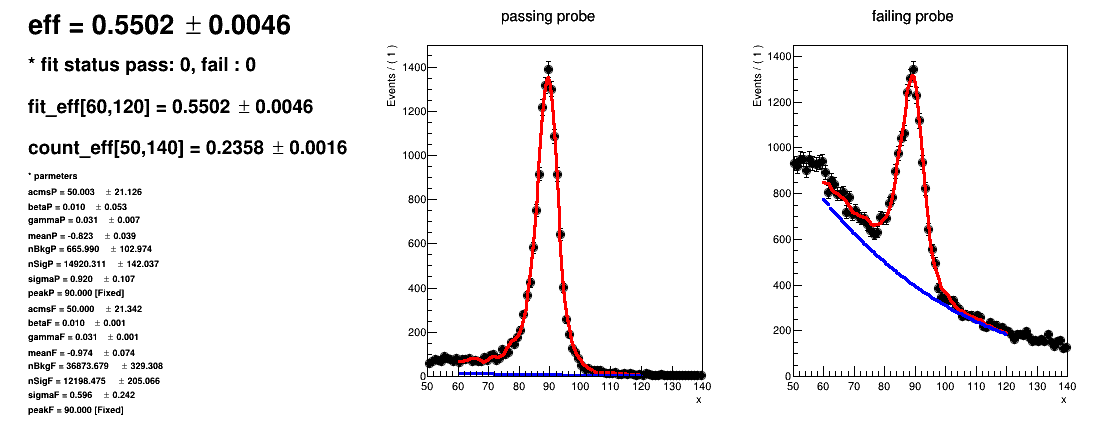 eff = 0.5502 ± 0.0046
* fit status pass: 0, fail : 0
fit_eff[60,120] = 0.5502 ± 0.0046
count_eff[50,140] = 0.2358 ± 0.0016
* parmeters
acmsP = 50.003 ± 21.126
betaP = 0.010 ± 0.053
gammaP = 0.031 ± 0.007
meanP = -0.823 ± 0.039
nBkgP = 665.990 ± 102.974
nSigP = 14920.311 ± 142.037
sigmaP = 0.920 ± 0.107
peakP = 90.000 [Fixed]
acmsF = 50.000 ± 21.342
betaF = 0.010 ± 0.001
gammaF = 0.031 ± 0.001
meanF = -0.974 ± 0.074
nBkgF = 36873.679 ± 329.308
nSigF = 12198.475 ± 205.066
sigmaF = 0.596 ± 0.242
peakF = 90.000 [Fixed]
passing probe
Events / ( 1 )
1400
1200
1000
800
600
400
200
0
50 60 70 80 90 100 110 120 130 140
x
failing probe
Events / ( 1 )
1400
1200
1000
800
600
400
200
0
50 60 70 80 90 100 110 120 130 140
x